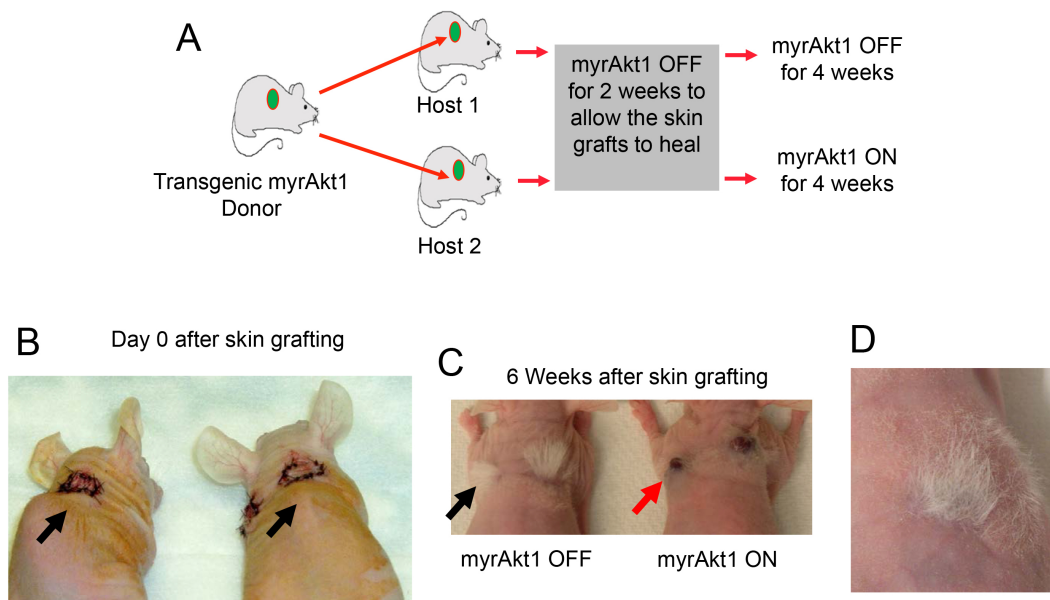 A
Host 1
Transgenic myrAkt1
Donor
Host 2
myrAkt1 OFF
for 2 weeks to
allow the skin
grafts to heal
myrAkt1 OFF
for 4 weeks
myrAkt1 ON
for 4 weeks
B
Day 0 after skin grafting
C
6 Weeks after skin grafting
myrAkt1 OFF
myrAkt1 ON
D